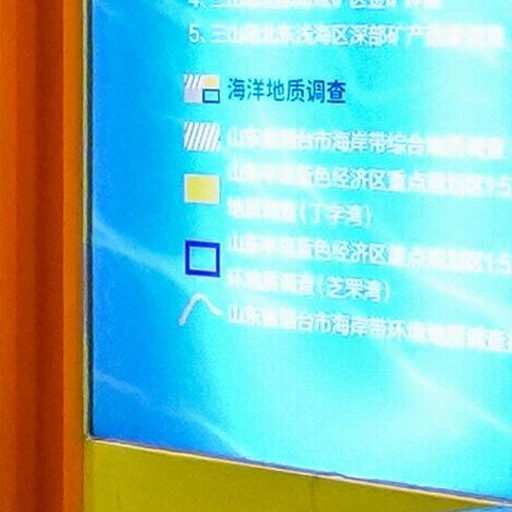 5、三山岛北东浅海区深部矿产
海洋地质调查
山东省烟台市海岸带综合地质调查
山东半岛蓝色经济区重点规划区1:5
地质调查(丁字湾)
山东半岛蓝色经济区重点规划区1:5
环地质调查(芝罘湾)
山东省烟台市海岸带环境地质调查